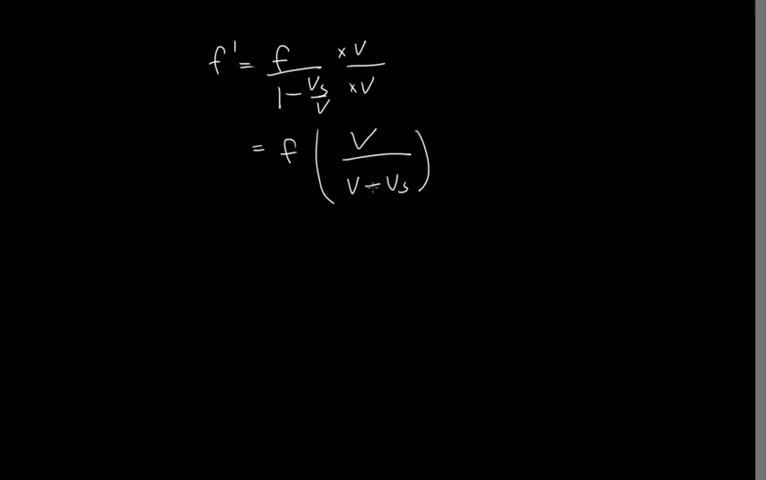 f' = f / (1 - Vs/V) × V / × V
= f ( V / (V - Vs) )